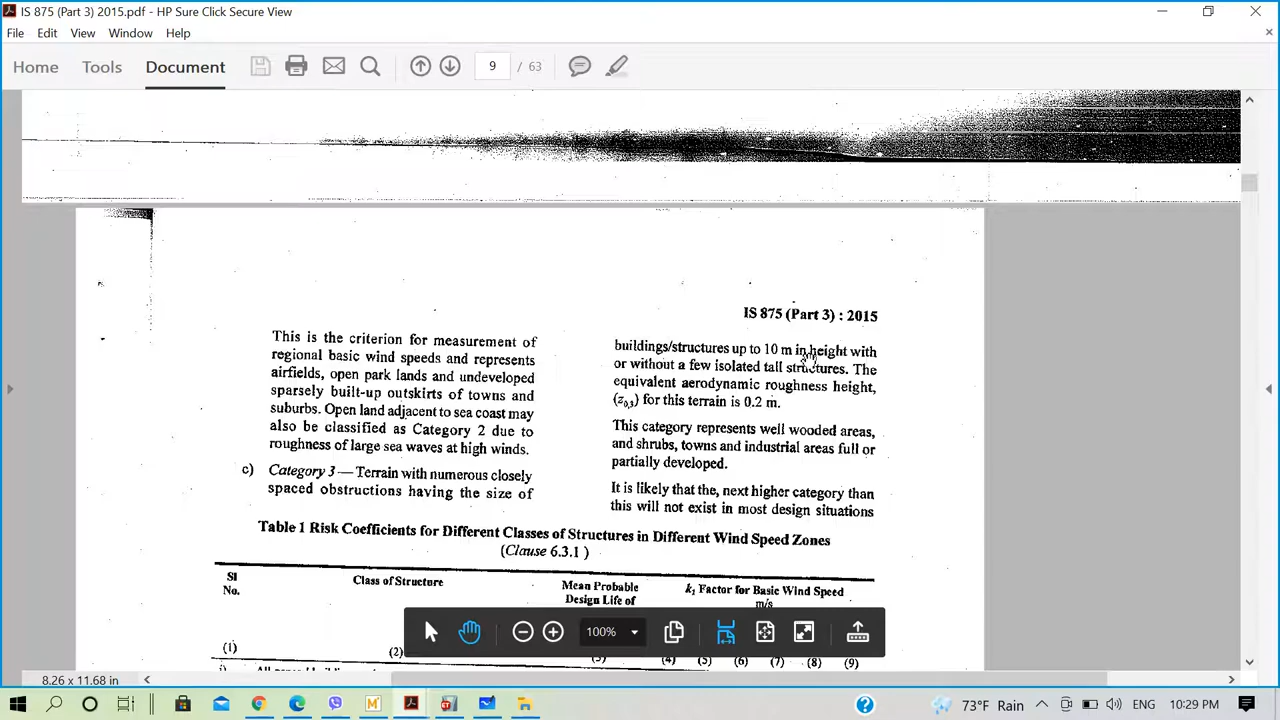 IS 875 (Part 3) 2015.pdf - HP Sure Click Secure View
File Edit View Window Help
Home Tools Document 9 / 63
IS 875 (Part 3) : 2015
This is the criterion for measurement of
regional basic wind speeds and represents
airfields, open park lands and undeveloped
sparsely built-up outskirts of towns and
suburbs. Open land adjacent to sea coast may
also be classified as Category 2 due to
roughness of large sea waves at high winds.
c) Category 3 — Terrain with numerous closely
spaced obstructions having the size of
buildings/structures up to 10 m in height with
or without a few isolated tall structures. The
equivalent aerodynamic roughness height,
(z0,3) for this terrain is 0.2 m.
This category represents well wooded areas,
and shrubs, towns and industrial areas full or
partially developed.
It is likely that the, next higher category than
this will not exist in most design situations
Table 1 Risk Coefficients for Different Classes of Structures in Different Wind Speed Zones
(Clause 6.3.1 )
Sl Class of Structure Mean Probable k1 Factor for Basic Wind Speed
No. Design Life of m/s
100%
(1) (2) (3) (4) (5) (6) (7) (8) (9)
8.26 x 11.68 in
73°F Rain 10:29 PM